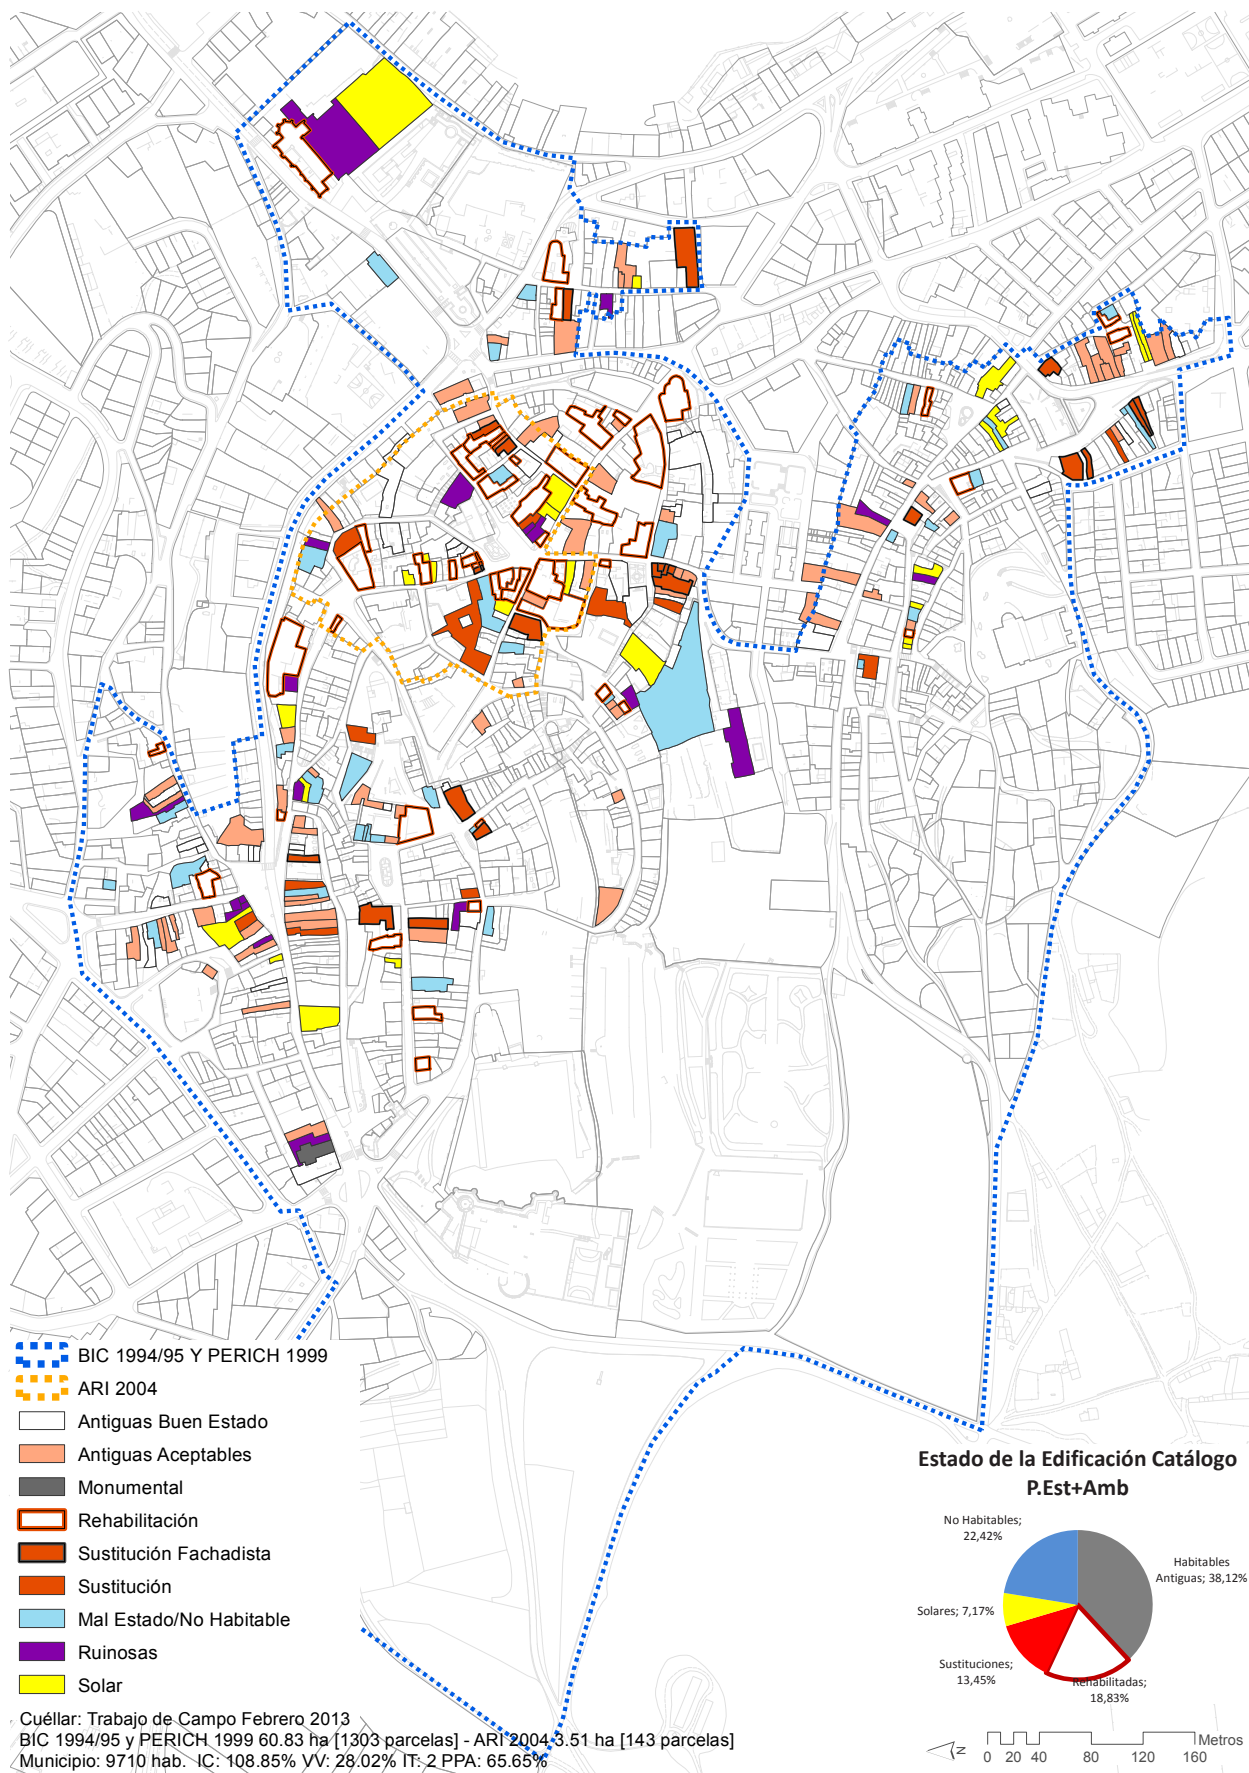 BIC 1994/95 Y PERICH 1999
ARI 2004
Antiguas Buen Estado
Antiguas Aceptables
Monumental
Rehabilitación
Sustitución Fachadista
Sustitución
Mal Estado/No Habitable
Ruinosas
Solar
Cuéllar: Trabajo de Campo Febrero 2013
BIC 1994/95 y PERICH 1999 60.83 ha [1303 parcelas] - ARI 2004 3.51 ha [143 parcelas]
Municipio: 9710 hab. IC: 108.85% VV: 28.02% IT: 2 PPA: 65.65%
Estado de la Edificación Catálogo
P.Est+Amb
No Habitables;
22,42%
Habitables
Antiguas; 38,12%
Solares; 7,17%
Sustituciones;
13,45%
Rehabilitadas;
18,83%
N
0 20 40 80 120 160
Metros